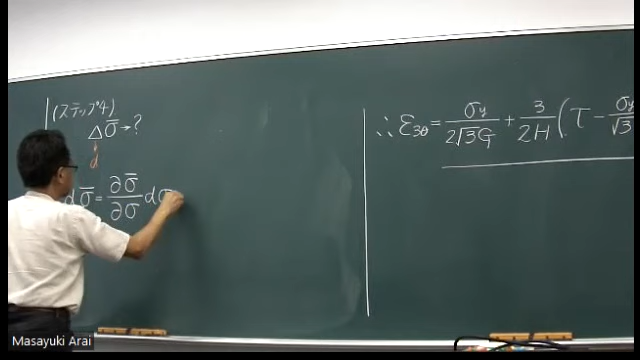 (ステップ4)
Δσ̄→?
d
dσ̄ = ∂σ̄/∂σ dσ
∴ ε₃θ = σy/2√3G + 3/2H (τ − σy/√3
Masayuki Arai